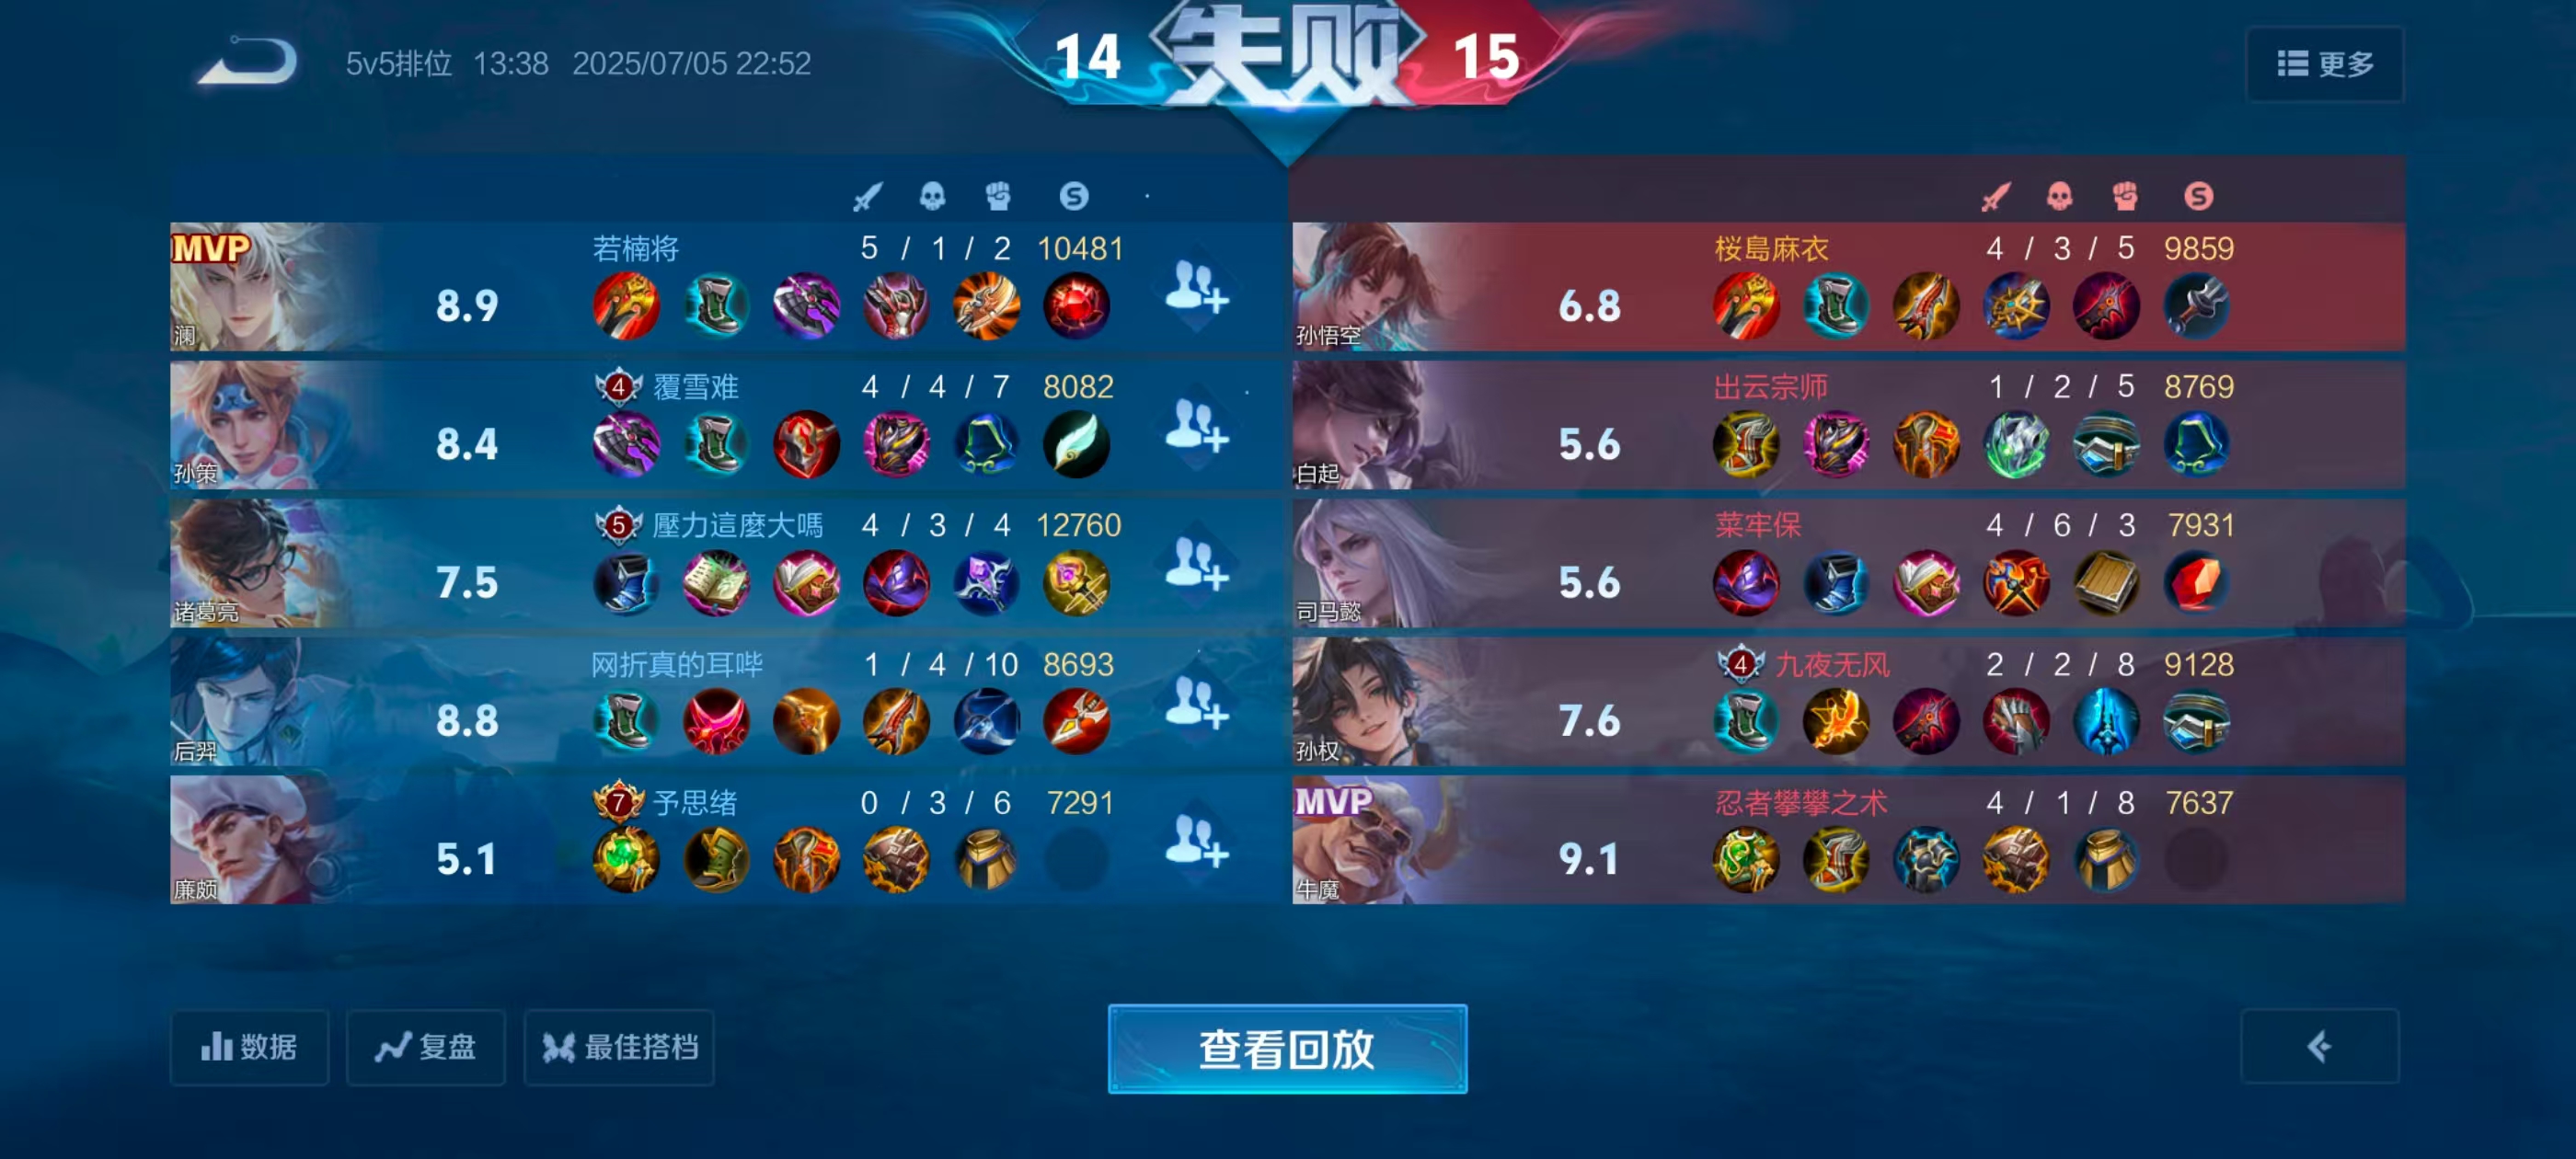 5v5排位 13:38 2025/07/05 22:52
14 失败 15
更多
MVP
澜
8.9
若楠将 5 / 1 / 2 10481
孙策
8.4
4 覆雪难 4 / 4 / 7 8082
诸葛亮
7.5
5 壓力這麼大嗎 4 / 3 / 4 12760
后羿
8.8
网折真的耳哔 1 / 4 / 10 8693
廉颇
5.1
7 予思绪 0 / 3 / 6 7291
孙悟空
6.8
桜島麻衣 4 / 3 / 5 9859
白起
5.6
出云宗师 1 / 2 / 5 8769
司马懿
5.6
菜牢保 4 / 6 / 3 7931
孙权
7.6
4 九夜无风 2 / 2 / 8 9128
MVP
牛魔
9.1
忍者攀攀之术 4 / 1 / 8 7637
数据
复盘
最佳搭档
查看回放